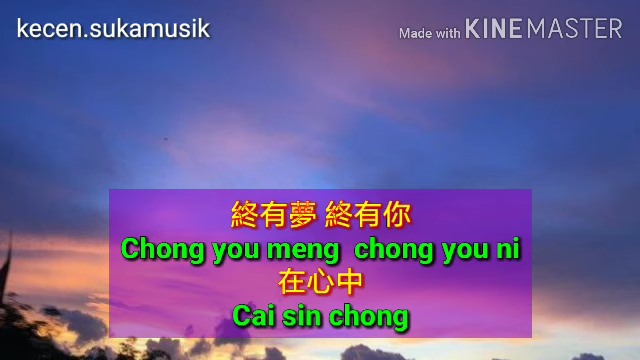 kecen.sukamusik
Made with KINEMASTER
終有夢 終有你
Chong you meng  chong you ni
在心中
Cai sin chong